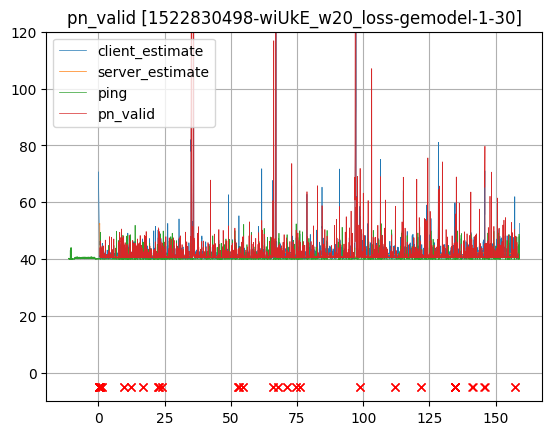 pn_valid [1522830498-wiUkE_w20_loss-gemodel-1-30]
client_estimate
server_estimate
ping
pn_valid
120
100
80
60
40
20
0
0 25 50 75 100 125 150